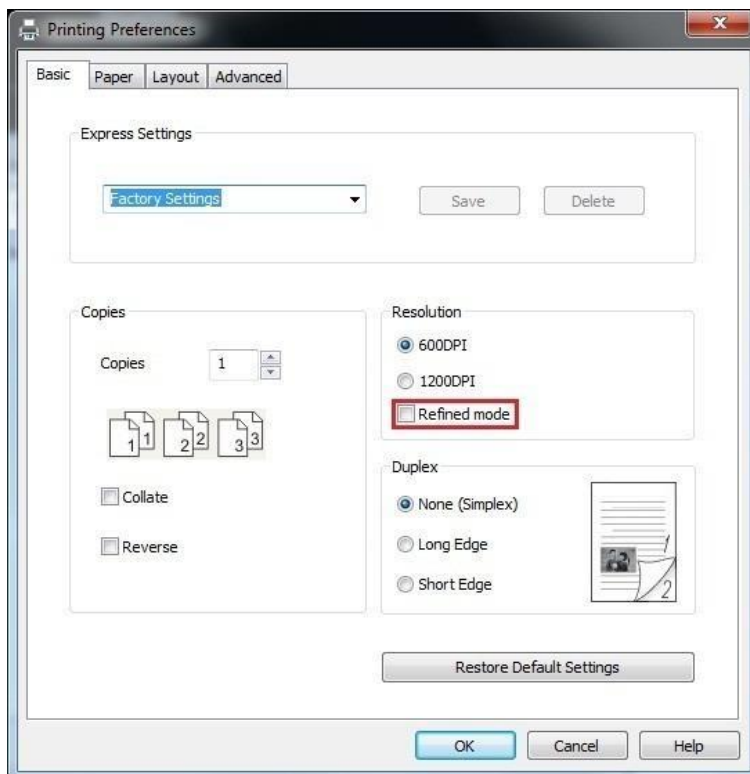 Printing Preferences
Basic
Paper
Layout
Advanced
Express Settings
Factory Settings
Save
Delete
Copies
Copies
1
1 1 2 2 3 3
Collate
Reverse
Resolution
600DPI
1200DPI
Refined mode
Duplex
None (Simplex)
Long Edge
Short Edge
1
2
Restore Default Settings
OK
Cancel
Help